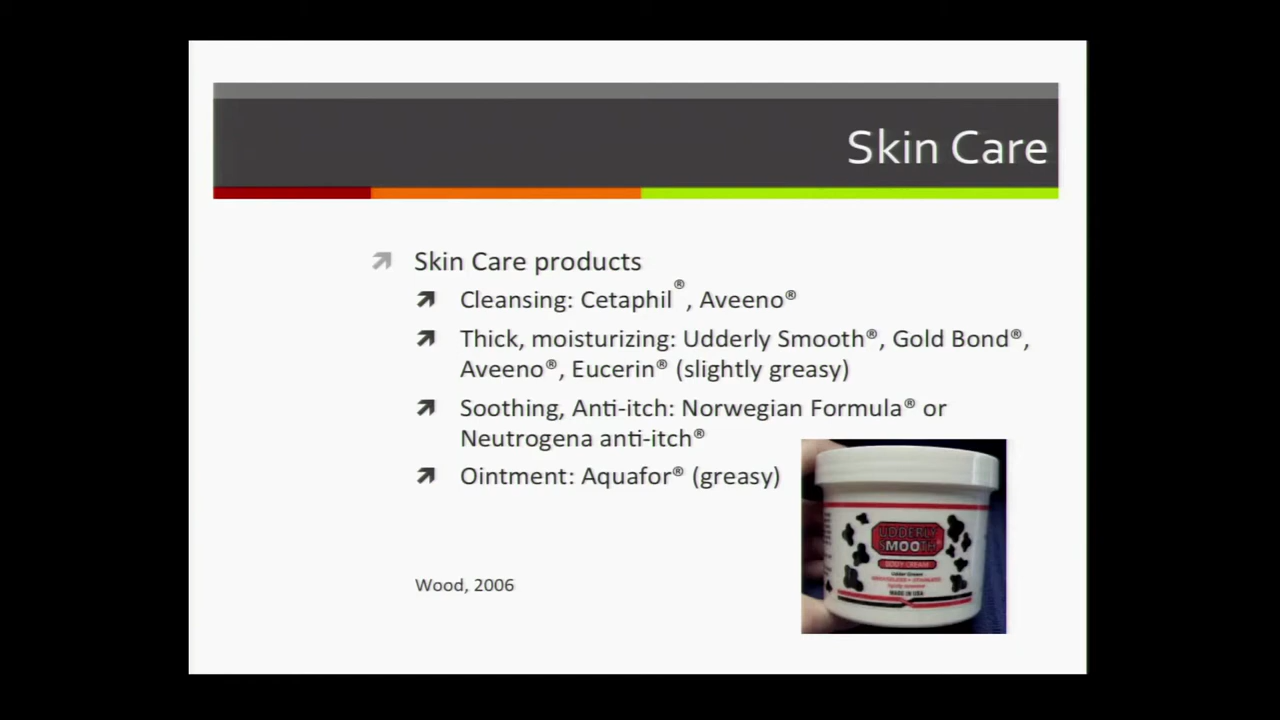 Skin Care
Skin Care products
Cleansing: Cetaphil®, Aveeno®
Thick, moisturizing: Udderly Smooth®, Gold Bond®,
Aveeno®, Eucerin® (slightly greasy)
Soothing, Anti-itch: Norwegian Formula® or
Neutrogena anti-itch®
Ointment: Aquafor® (greasy)
Wood, 2006
UDDERLY
SMOOTH
BODY CREAM
Udder Cream
MADE IN USA